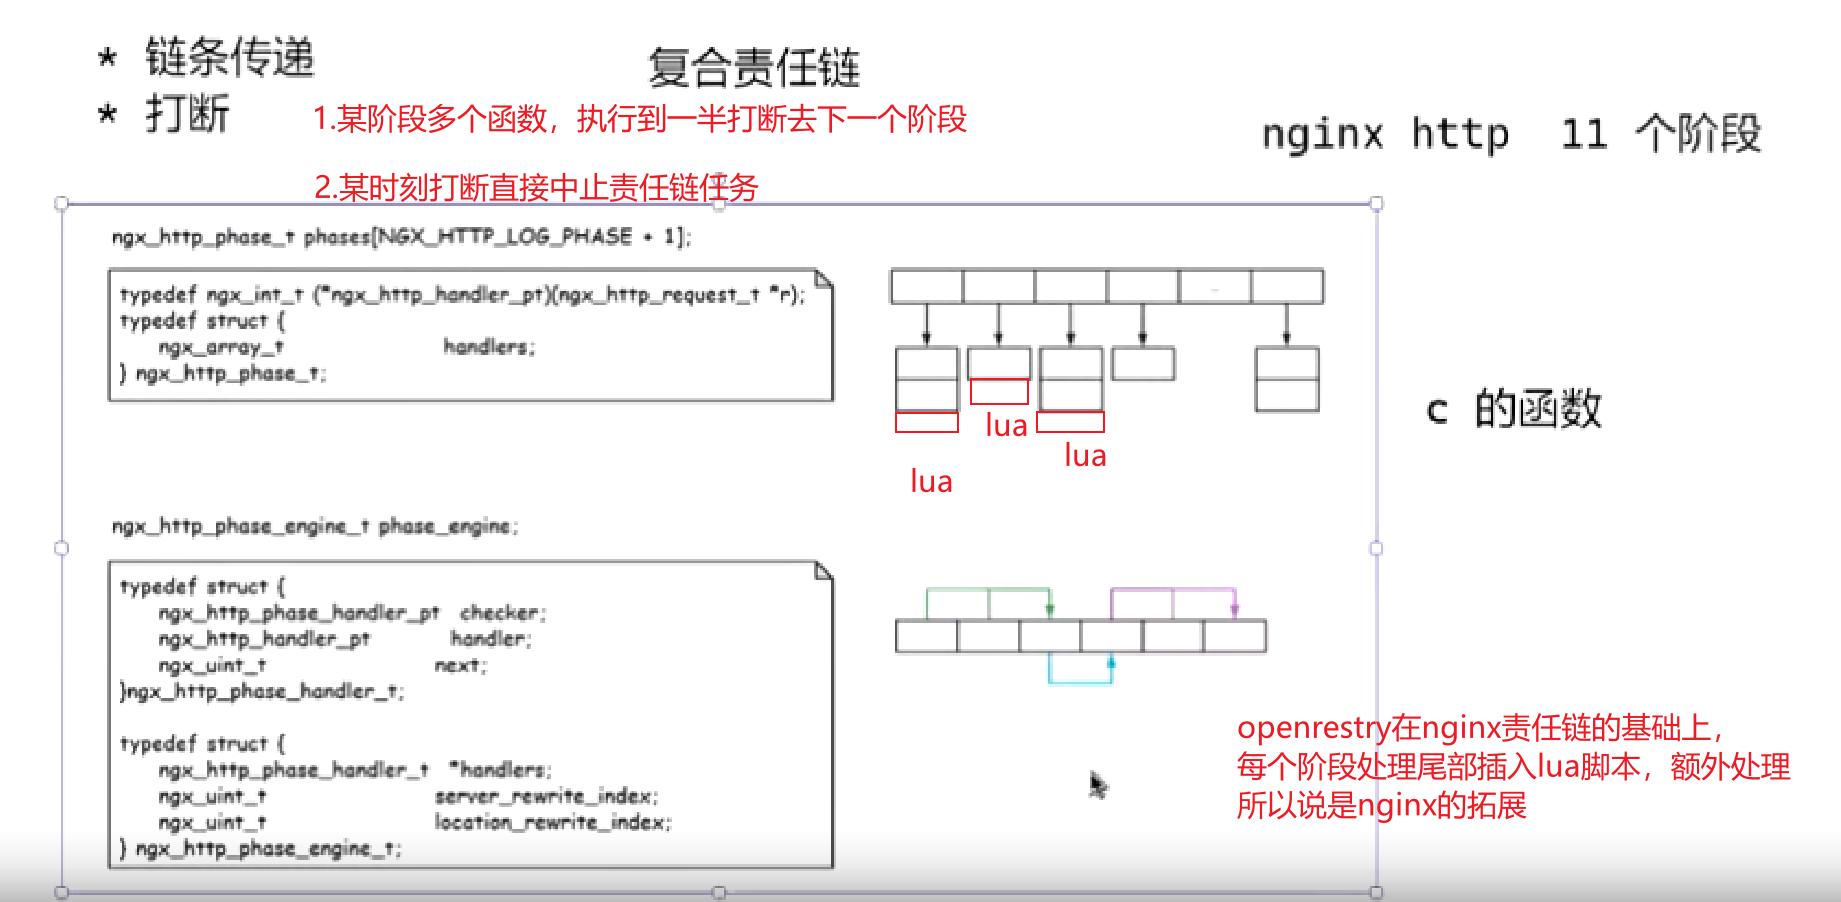 * 链条传递
* 打断
复合责任链
1.某阶段多个函数，执行到一半打断去下一个阶段
2.某时刻打断直接中止责任链任务
nginx http 11 个阶段
ngx_http_phase_t phases[NGX_HTTP_LOG_PHASE + 1];
typedef ngx_int_t (*ngx_http_handler_pt)(ngx_http_request_t *r);
typedef struct {
ngx_array_t handlers;
} ngx_http_phase_t;
lua
lua
lua
c 的函数
ngx_http_phase_engine_t phase_engine;
typedef struct {
ngx_http_phase_handler_pt checker;
ngx_http_handler_pt handler;
ngx_uint_t next;
}ngx_http_phase_handler_t;
typedef struct {
ngx_http_phase_handler_t *handlers;
ngx_uint_t server_rewrite_index;
ngx_uint_t location_rewrite_index;
} ngx_http_phase_engine_t;
openrestry在nginx责任链的基础上，
每个阶段处理尾部插入lua脚本，额外处理
所以说是nginx的拓展